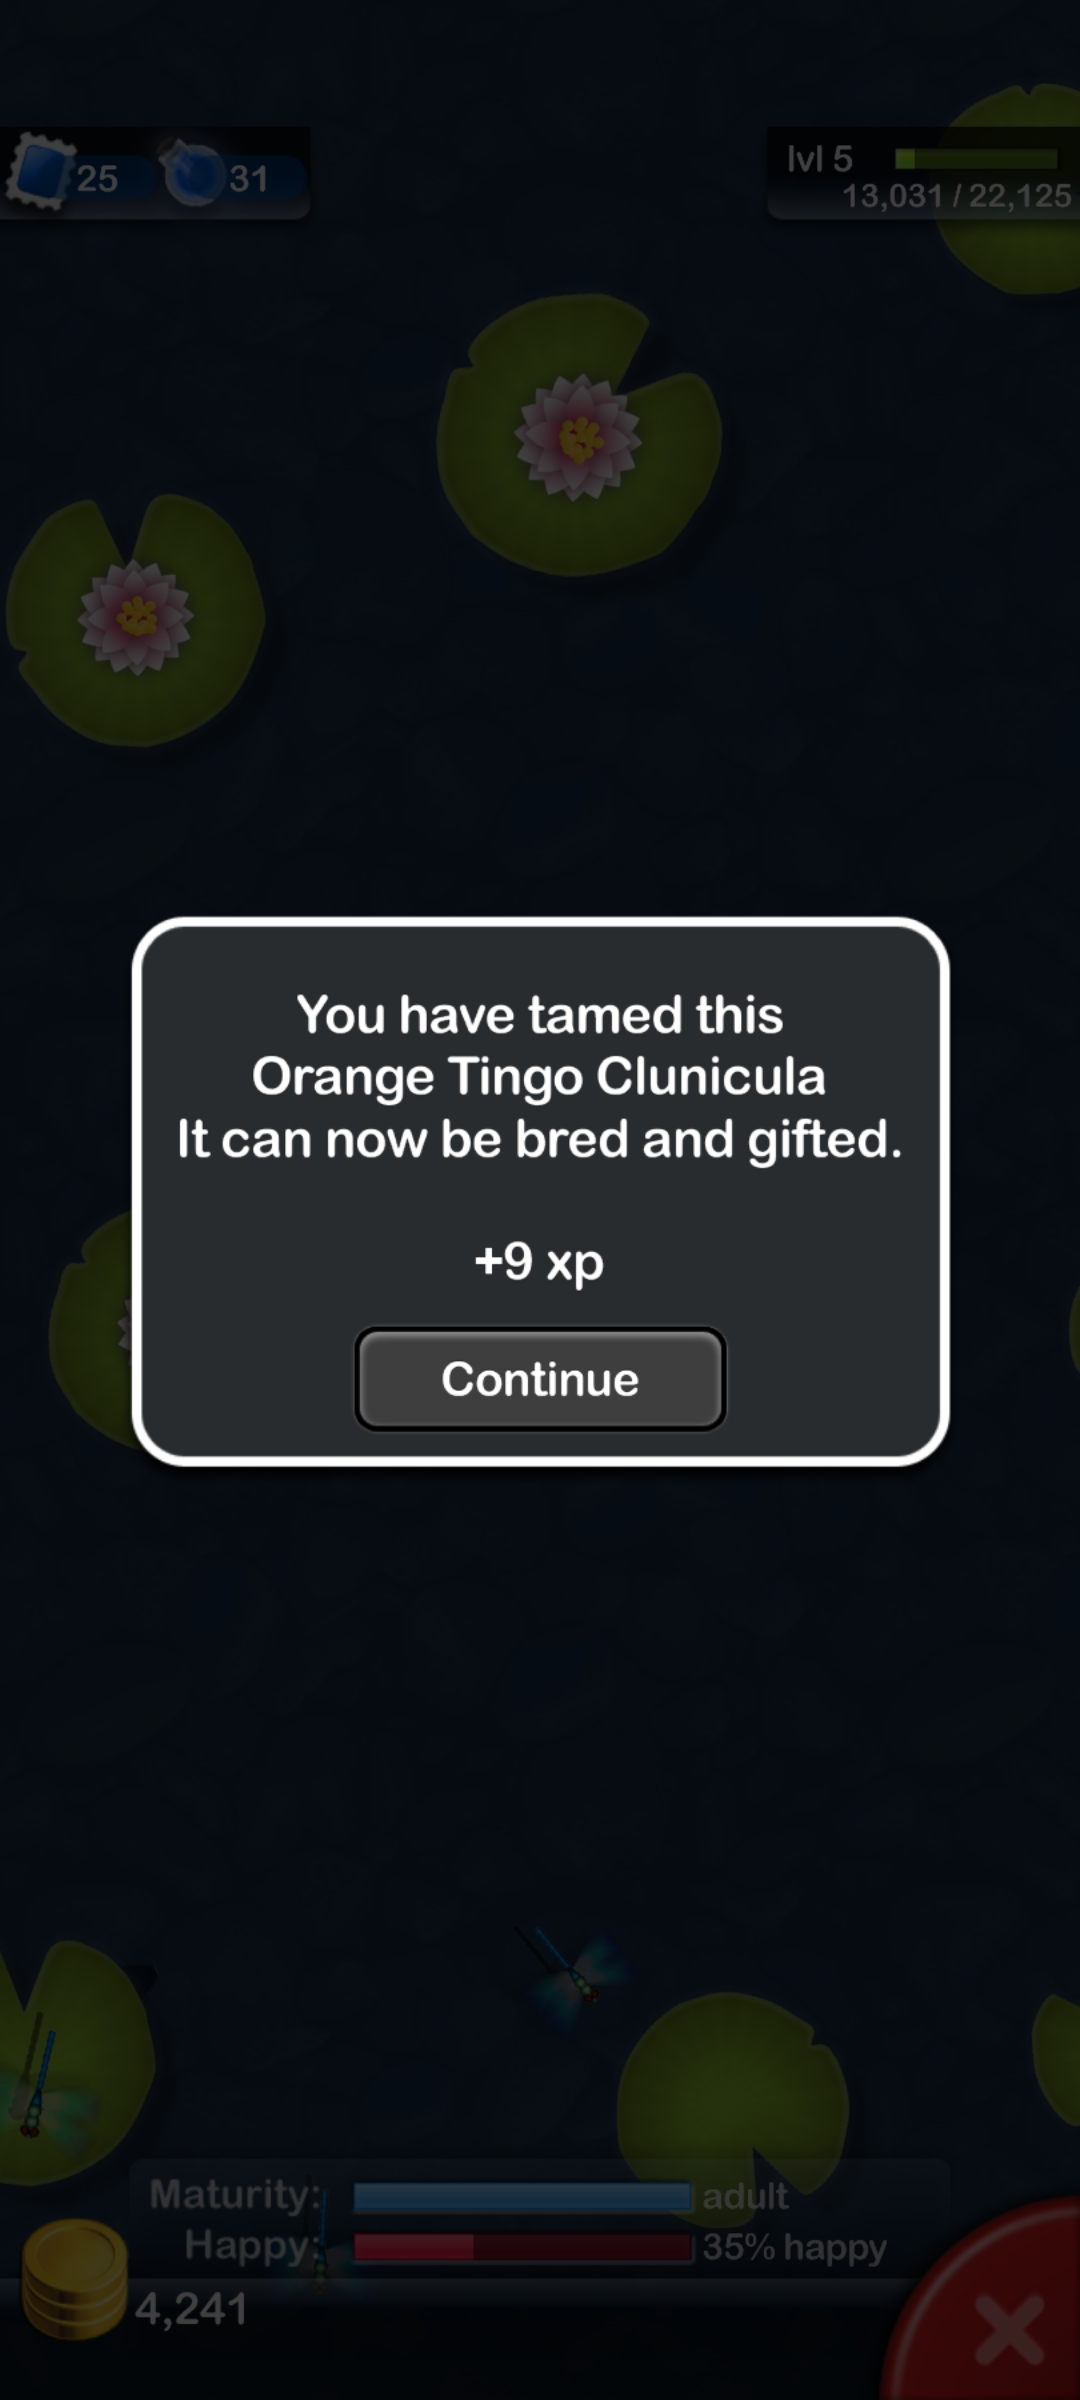 25
31
lvl 5
13,031 / 22,125
You have tamed this
Orange Tingo Clunicula
It can now be bred and gifted.
+9 xp
Continue
Maturity: adult
Happy: 35% happy
4,241